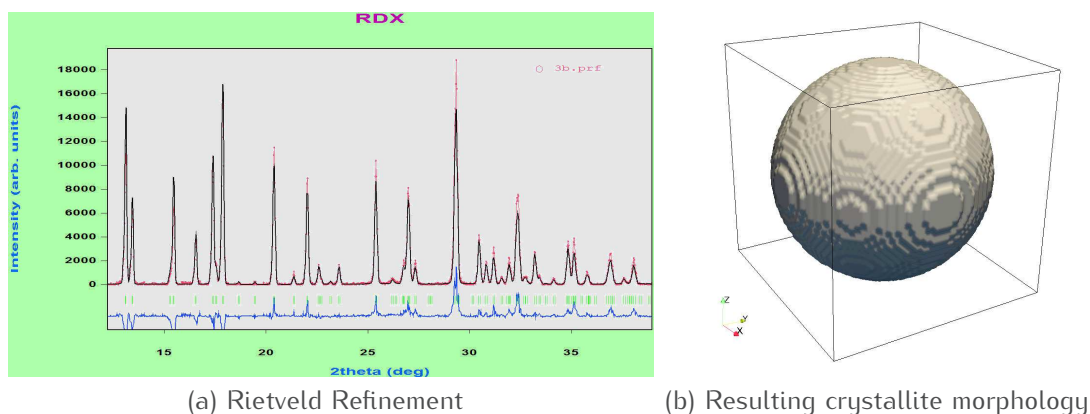 RDX
3b.prf
Intensity (arb. units)
18000
16000
14000
12000
10000
8000
6000
4000
2000
0
15 20 25 30 35
2theta (deg)
Z
Y
X
(a) Rietveld Refinement
(b) Resulting crystallite morphology